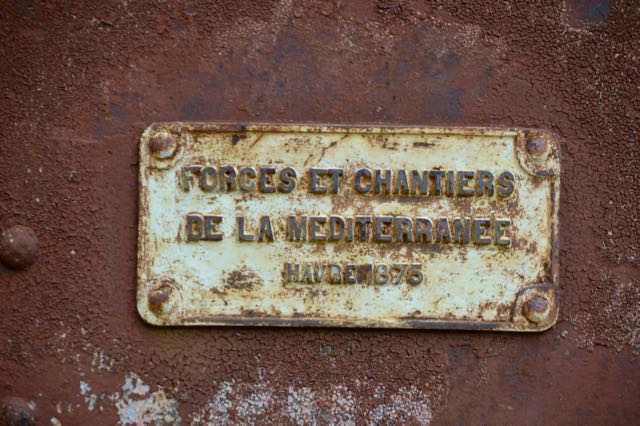 FORGES ET CHANTIERS
DE LA MEDITERRANEE
HAVRE 1875